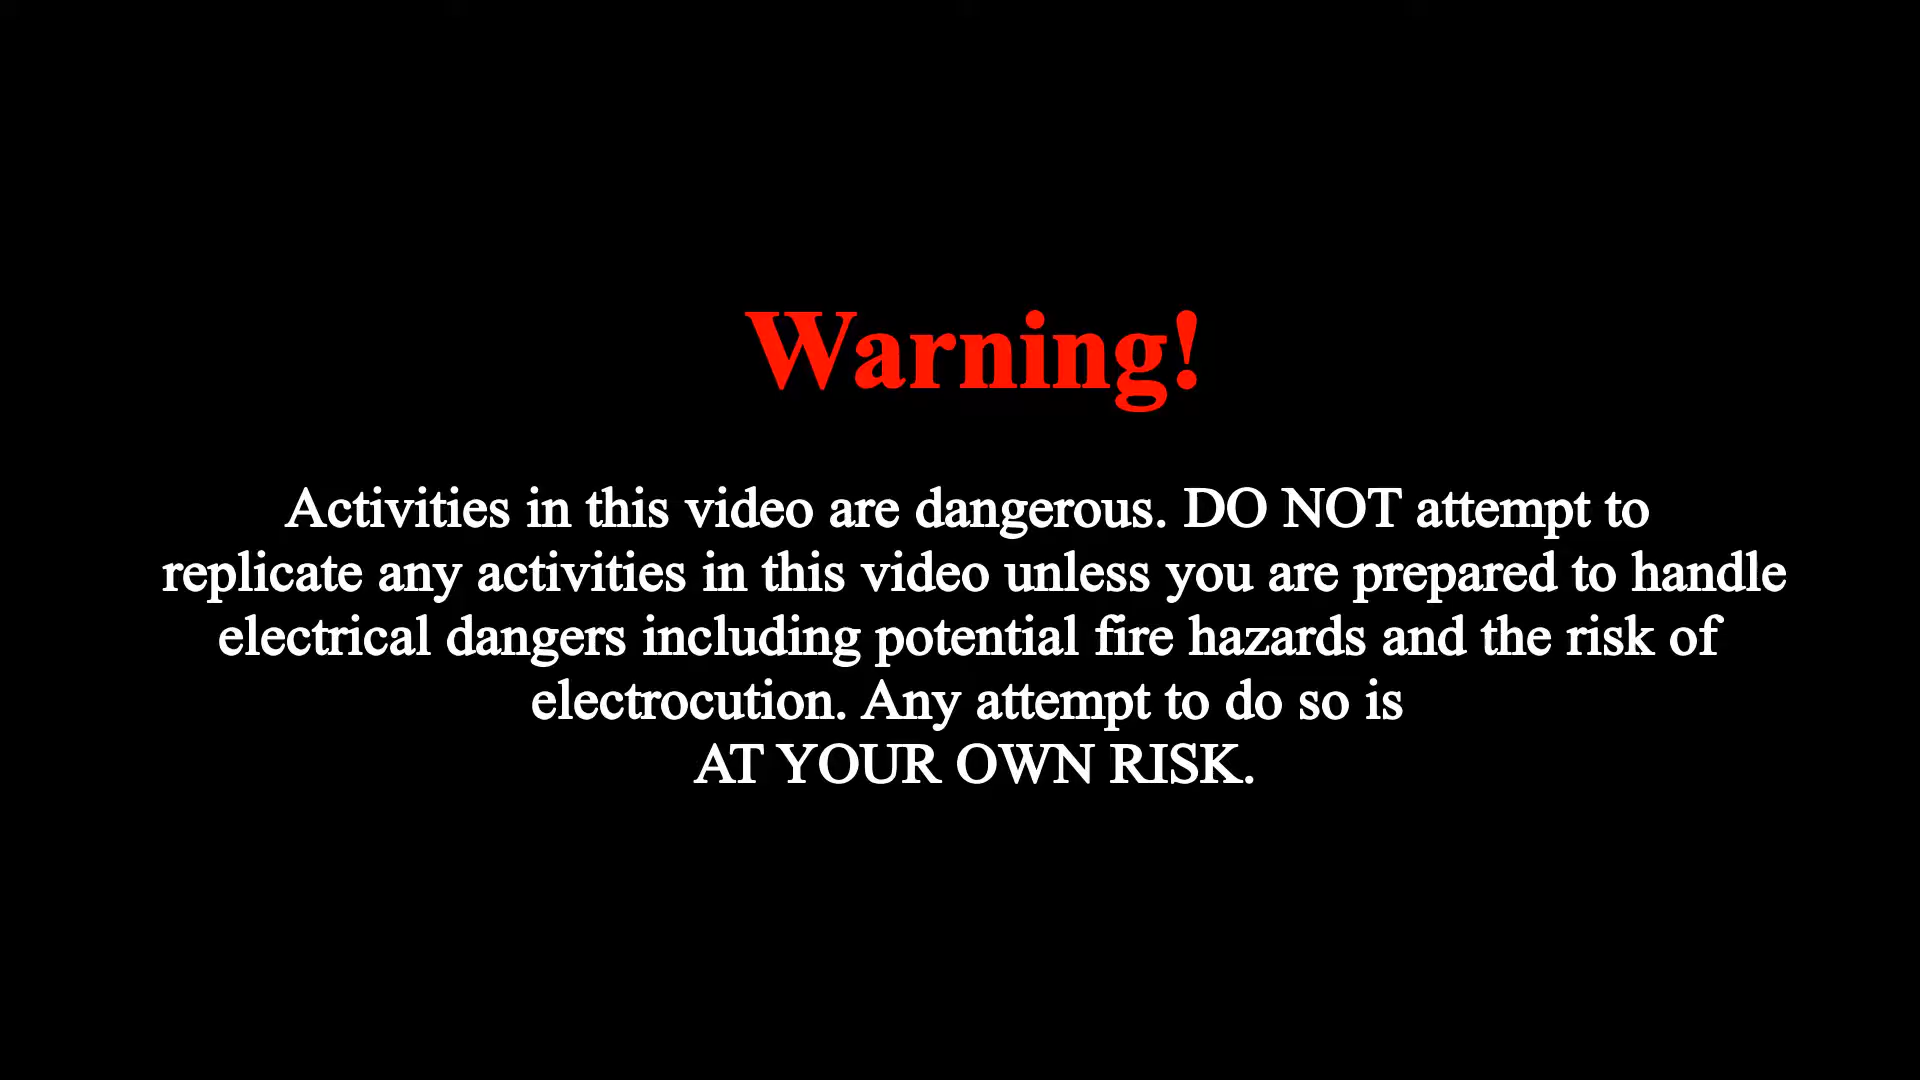 Warning!
Activities in this video are dangerous. DO NOT attempt to
replicate any activities in this video unless you are prepared to handle
electrical dangers including potential fire hazards and the risk of
electrocution. Any attempt to do so is
AT YOUR OWN RISK.